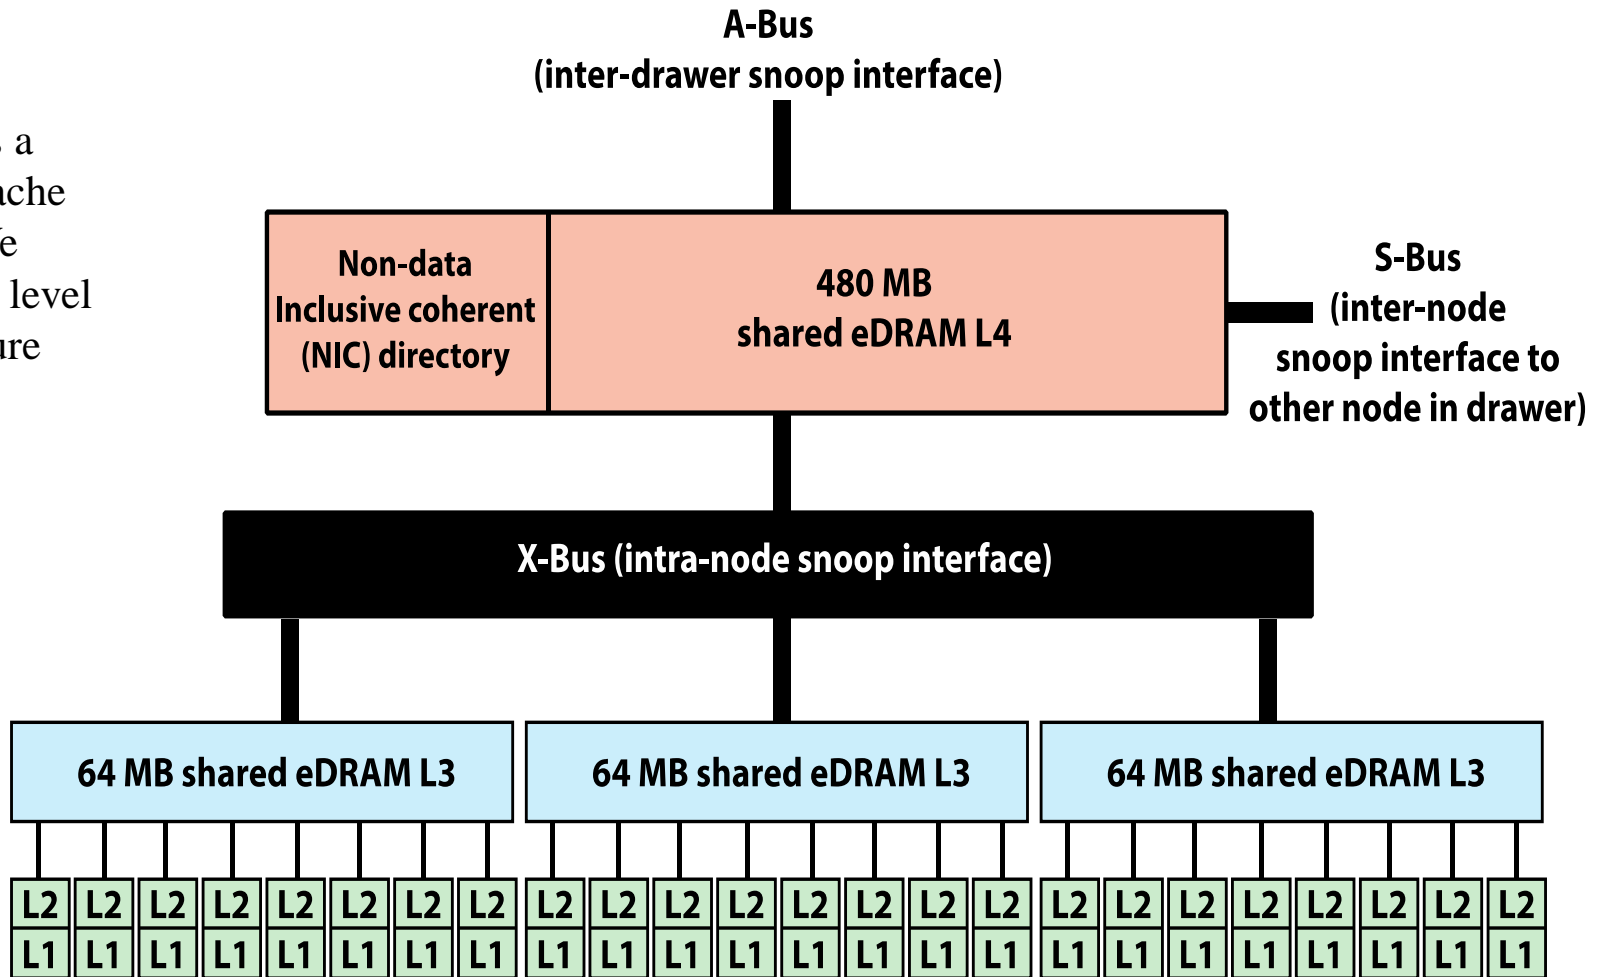 A-Bus
(inter-drawer snoop interface)
a
level
Non-data
Inclusive coherent
(NIC) directory
480 MB
shared eDRAM L4
S-Bus
(inter-node
snoop interface to
other node in drawer)
X-Bus (intra-node snoop interface)
64 MB shared eDRAM L3 64 MB shared eDRAM L3 64 MB shared eDRAM L3
L2 L2 L2 L2 L2 L2 L2 L2 L2 L2 L2 L2 L2 L2 L2 L2 L2 L2 L2 L2 L2 L2 L2 L2
L1 L1 L1 L1 L1 L1 L1 L1 L1 L1 L1 L1 L1 L1 L1 L1 L1 L1 L1 L1 L1 L1 L1 L1